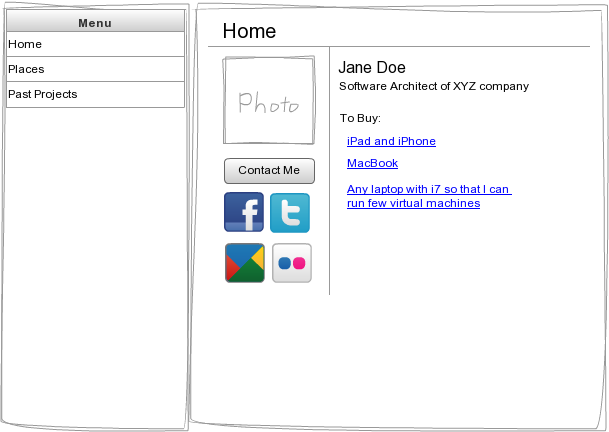 Menu
Home
Places
Past Projects
Home
Photo
Contact Me
f
t
Jane Doe
Software Architect of XYZ company
To Buy:
iPad and iPhone
MacBook
Any laptop with i7 so that I can
run few virtual machines